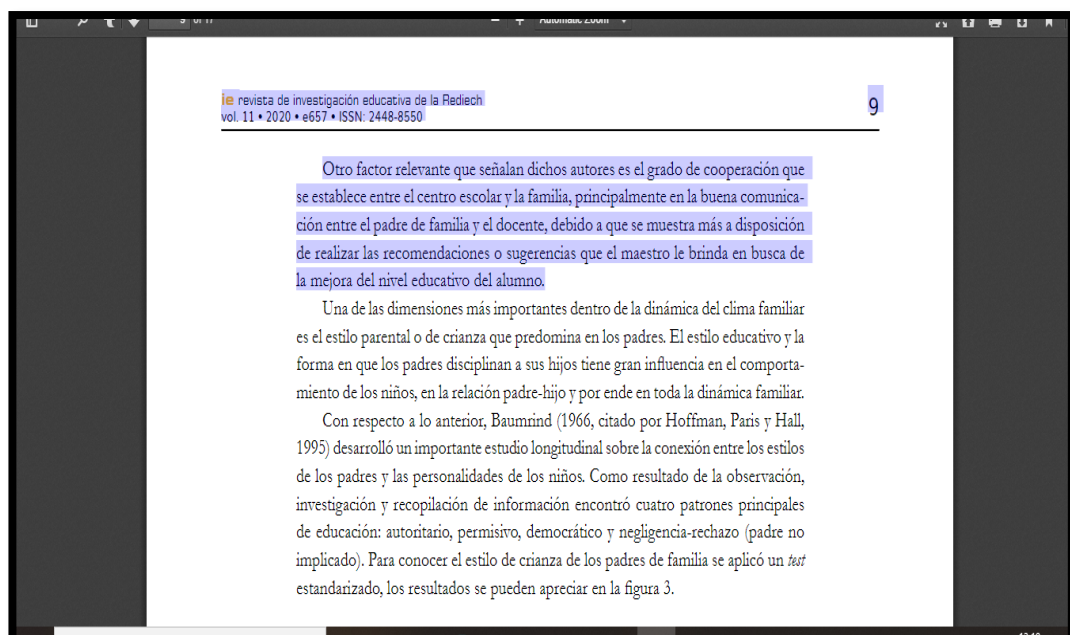 9 of 17
Automatic Zoom
ie revista de investigación educativa de la Rediech
vol. 11 • 2020 • e657 • ISSN: 2448-8550
9
Otro factor relevante que señalan dichos autores es el grado de cooperación que
se establece entre el centro escolar y la familia, principalmente en la buena comunica-
ción entre el padre de familia y el docente, debido a que se muestra más a disposición
de realizar las recomendaciones o sugerencias que el maestro le brinda en busca de
la mejora del nivel educativo del alumno.
Una de las dimensiones más importantes dentro de la dinámica del clima familiar
es el estilo parental o de crianza que predomina en los padres. El estilo educativo y la
forma en que los padres disciplinan a sus hijos tiene gran influencia en el comporta-
miento de los niños, en la relación padre-hijo y por ende en toda la dinámica familiar.
Con respecto a lo anterior, Baumrind (1966, citado por Hoffman, Paris y Hall,
1995) desarrolló un importante estudio longitudinal sobre la conexión entre los estilos
de los padres y las personalidades de los niños. Como resultado de la observación,
investigación y recopilación de información encontró cuatro patrones principales
de educación: autoritario, permisivo, democrático y negligencia-rechazo (padre no
implicado). Para conocer el estilo de crianza de los padres de familia se aplicó un test
estandarizado, los resultados se pueden apreciar en la figura 3.